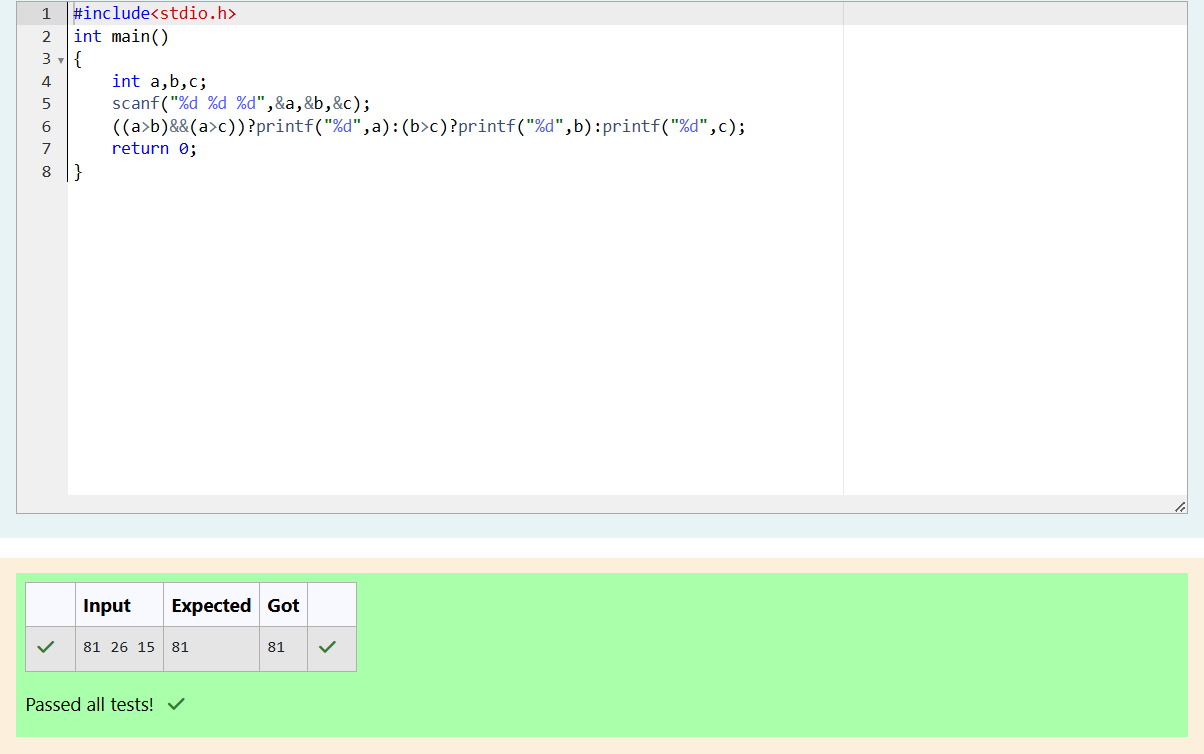 1 #include<stdio.h>
2 int main()
3 {
4     int a,b,c;
5     scanf("%d %d %d",&a,&b,&c);
6     ((a>b)&&(a>c))?printf("%d",a):(b>c)?printf("%d",b):printf("%d",c);
7     return 0;
8 }
Input Expected Got
81 26 15 81 81
Passed all tests!